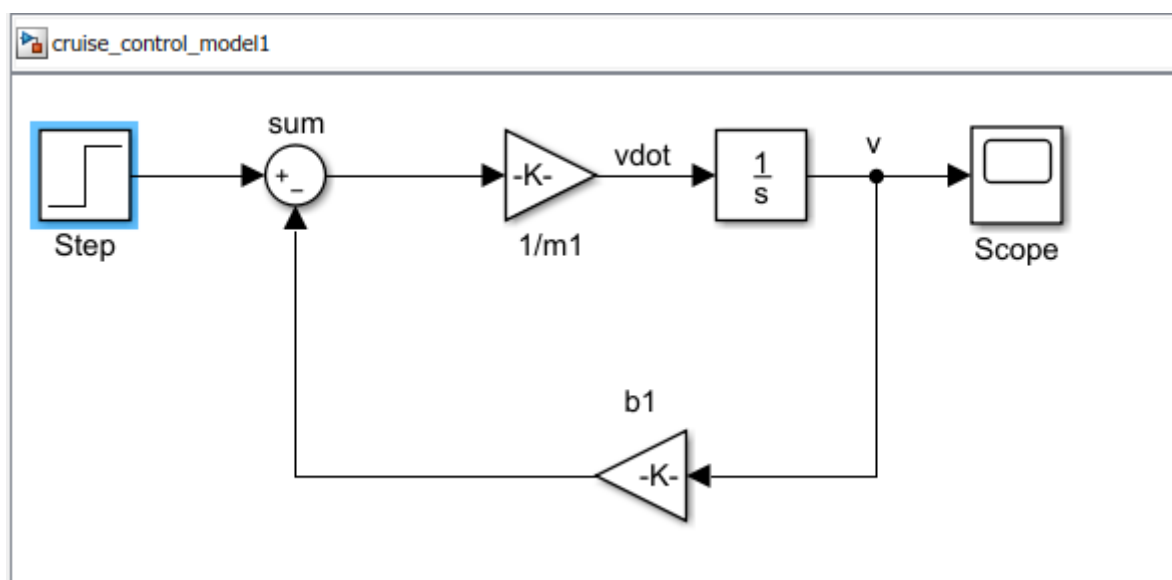 cruise_control_model1
sum
+
-
-K-
vdot
1
s
v
Step
1/m1
Scope
b1
-K-